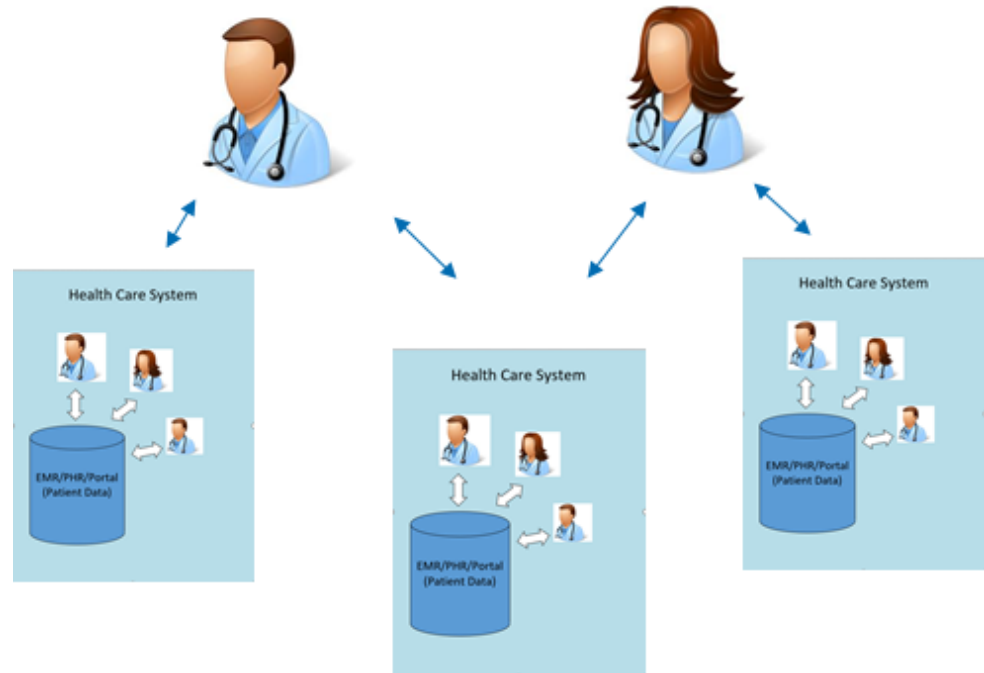 Health Care System
EMR/PHR/Portal
(Patient Data)
Health Care System
EMR/PHR/Portal
(Patient Data)
Health Care System
EMR/PHR/Portal
(Patient Data)